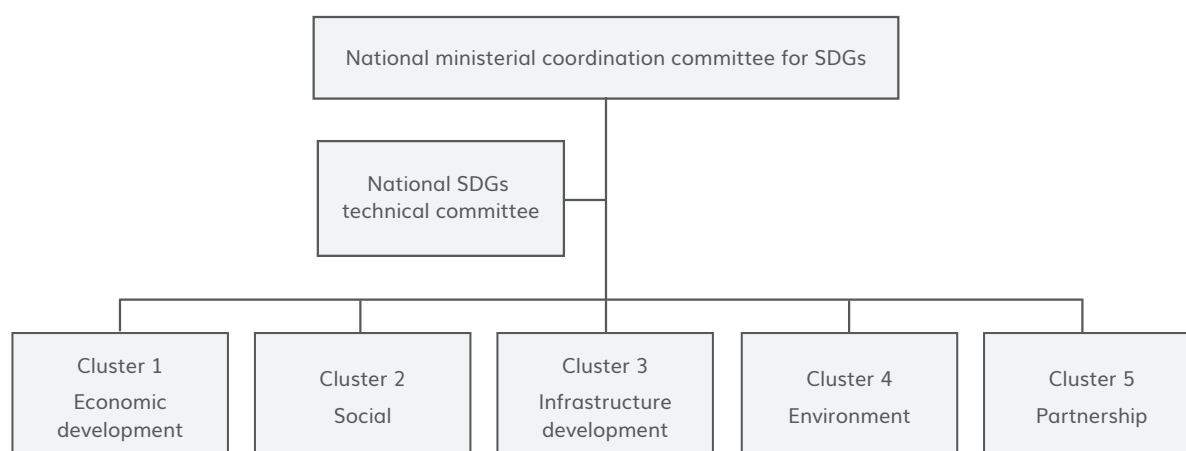 National ministerial coordination committee for SDGs
National SDGs
technical committee
Cluster 1
Economic
development
Cluster 2
Social
Cluster 3
Infrastructure
development
Cluster 4
Environment
Cluster 5
Partnership